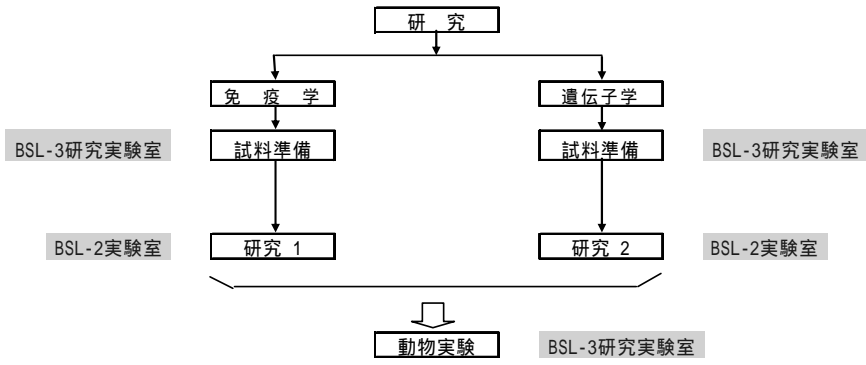 研 究
免 疫 学
遺伝子学
BSL-3研究実験室
試料準備
試料準備
BSL-3研究実験室
BSL-2実験室
研究 1
研究 2
BSL-2実験室
動物実験
BSL-3研究実験室